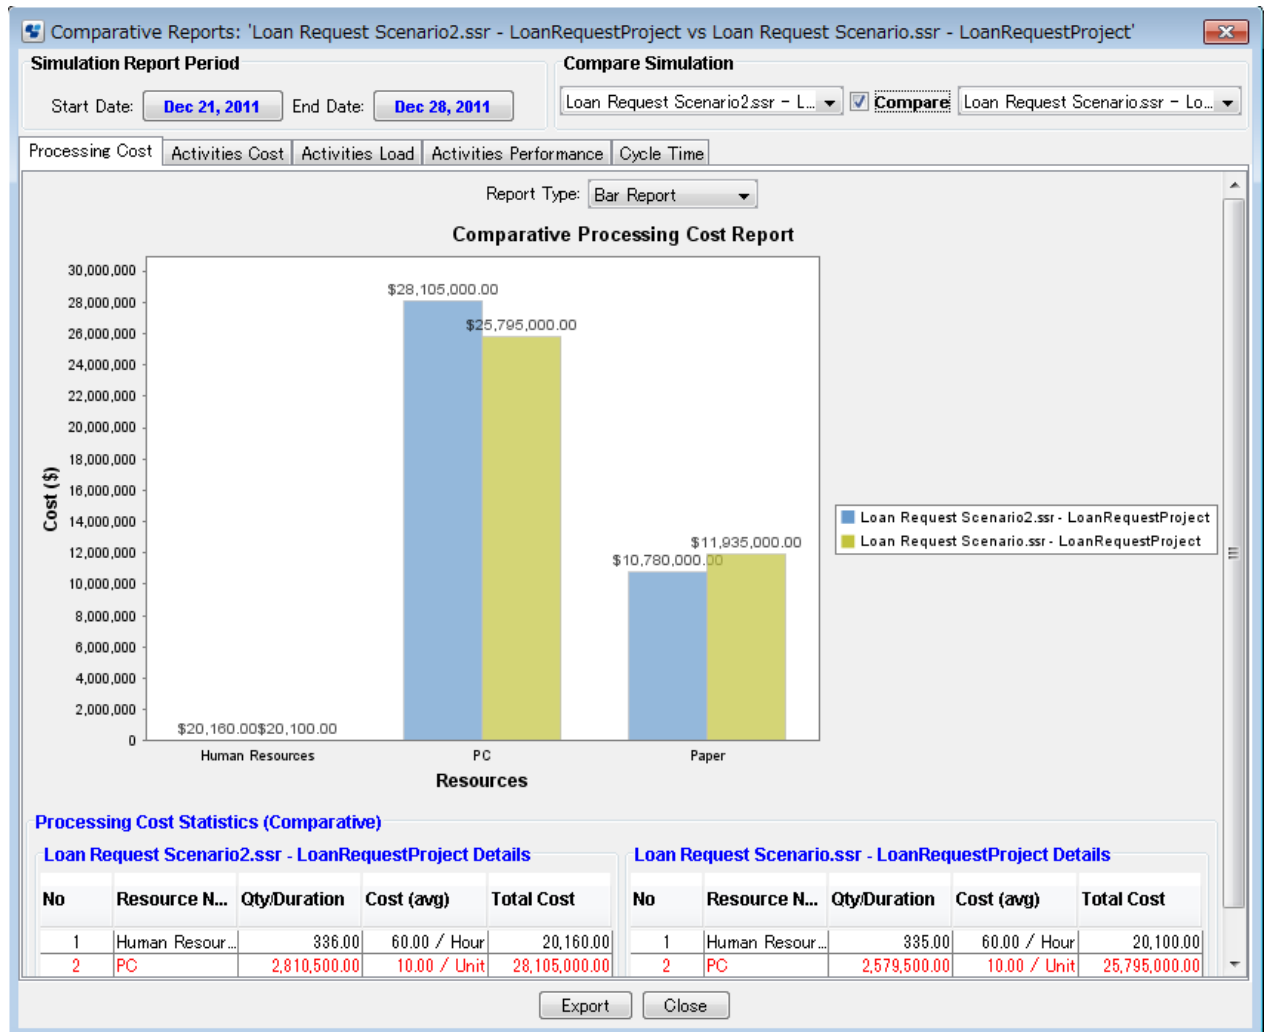 Comparative Reports: 'Loan Request Scenario2.ssr - LoanRequestProject vs Loan Request Scenario.ssr - LoanRequestProject'
Simulation Report Period
Compare Simulation
Start Date: Dec 21, 2011 End Date: Dec 28, 2011
Loan Request Scenario2.ssr - L... Compare Loan Request Scenario.ssr - Lo...
Processing Cost Activities Cost Activities Load Activities Performance Cycle Time
Report Type: Bar Report
Comparative Processing Cost Report
30,000,000
28,000,000
26,000,000
24,000,000
22,000,000
20,000,000
18,000,000
16,000,000
14,000,000
12,000,000
10,000,000
8,000,000
6,000,000
4,000,000
2,000,000
0
Cost ($)
$20,160.00 $20,100.00
$28,105,000.00
$25,795,000.00
$10,780,000.00
$11,935,000.00
Human Resources PC Paper
Resources
Loan Request Scenario2.ssr - LoanRequestProject
Loan Request Scenario.ssr - LoanRequestProject
Processing Cost Statistics (Comparative)
Loan Request Scenario2.ssr - LoanRequestProject Details
No Resource N... Qty/Duration Cost (avg) Total Cost
1 Human Resour... 336.00 60.00 / Hour 20,160.00
2 PC 2,810,500.00 10.00 / Unit 28,105,000.00
Loan Request Scenario.ssr - LoanRequestProject Details
No Resource N... Qty/Duration Cost (avg) Total Cost
1 Human Resour... 335.00 60.00 / Hour 20,100.00
2 PC 2,579,500.00 10.00 / Unit 25,795,000.00
Export Close